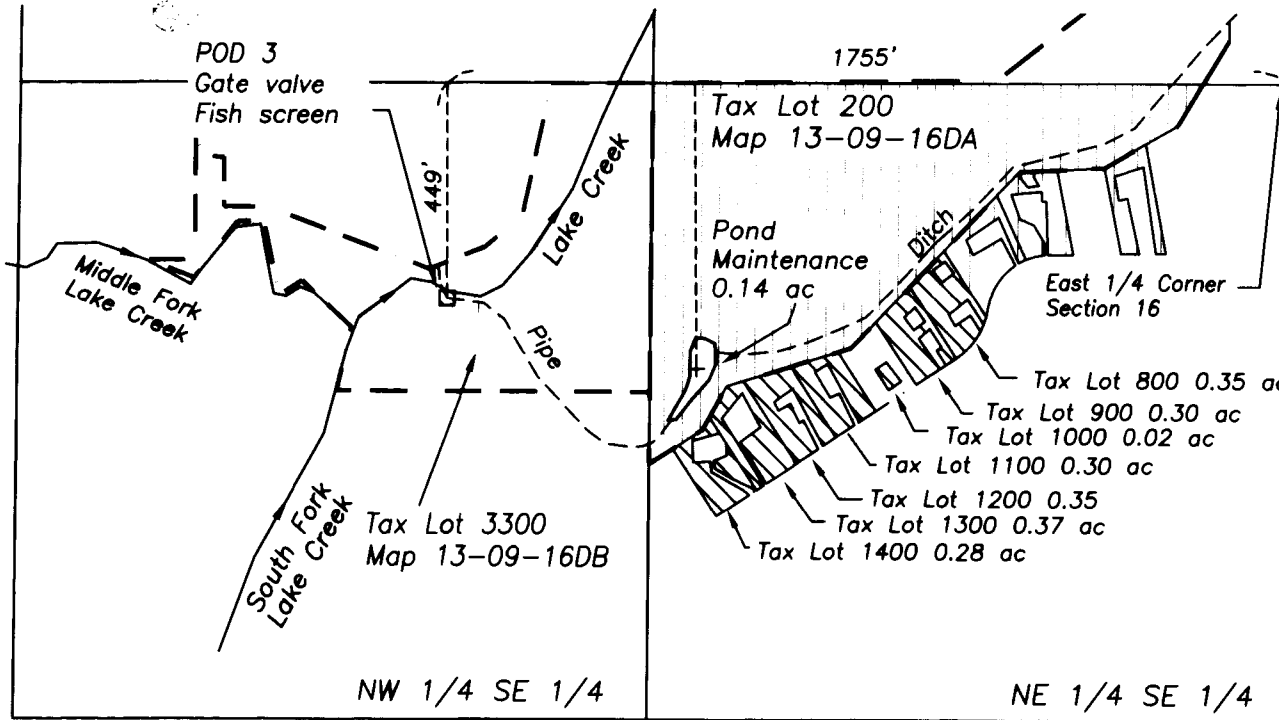 POD 3
Gate valve
Fish screen
1755'
Tax Lot 200
Map 13-09-16DA
449'
Lake Creek
Middle Fork
Lake Creek
Pond
Maintenance
0.14 ac
Ditch
East 1/4 Corner
Section 16
Pipe
Tax Lot 800 0.35 ac
Tax Lot 900 0.30 ac
Tax Lot 1000 0.02 ac
Tax Lot 1100 0.30 ac
Tax Lot 1200 0.35
Tax Lot 1300 0.37 ac
Tax Lot 1400 0.28 ac
Tax Lot 3300
Map 13-09-16DB
South Fork
Lake Creek
NW 1/4 SE 1/4
NE 1/4 SE 1/4